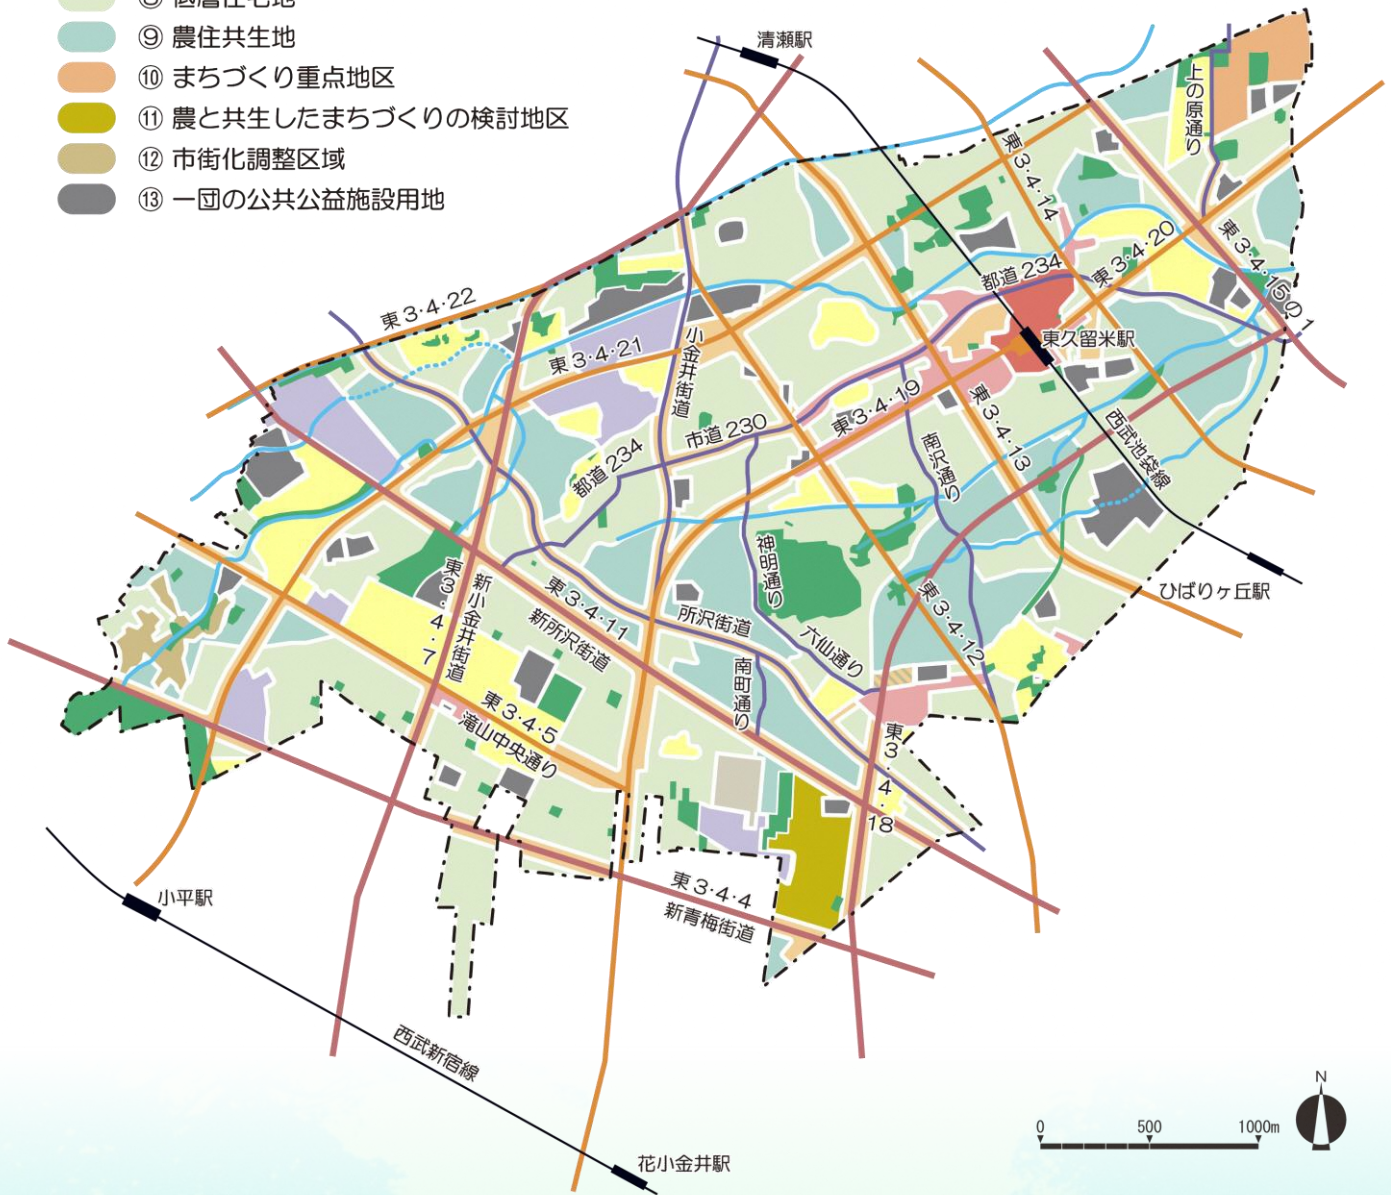 ⑧ 低層住宅地
⑨ 農住共生地
⑩ まちづくり重点地区
⑪ 農と共生したまちづくりの検討地区
⑫ 市街化調整区域
⑬ 一団の公共公益施設用地
清瀬駅
上の原通り
東3・4・14
東3・4・20
東3・4・15の1
都道234
東3・4・22
東久留米駅
小金井街道
東3・4・21
東3・4・19
東3・4・13
市道230
南沢通り
西武池袋線
都道234
神明通り
ひばりヶ丘駅
東3・4・7
新小金井街道
東3・4・11
新所沢街道
所沢街道
六仙通り
東3・4・12
南町通り
東3・4・5
滝山中央通り
東3・4・18
東3・4・4
新青梅街道
小平駅
西武新宿線
花小金井駅
N
0 500 1000m